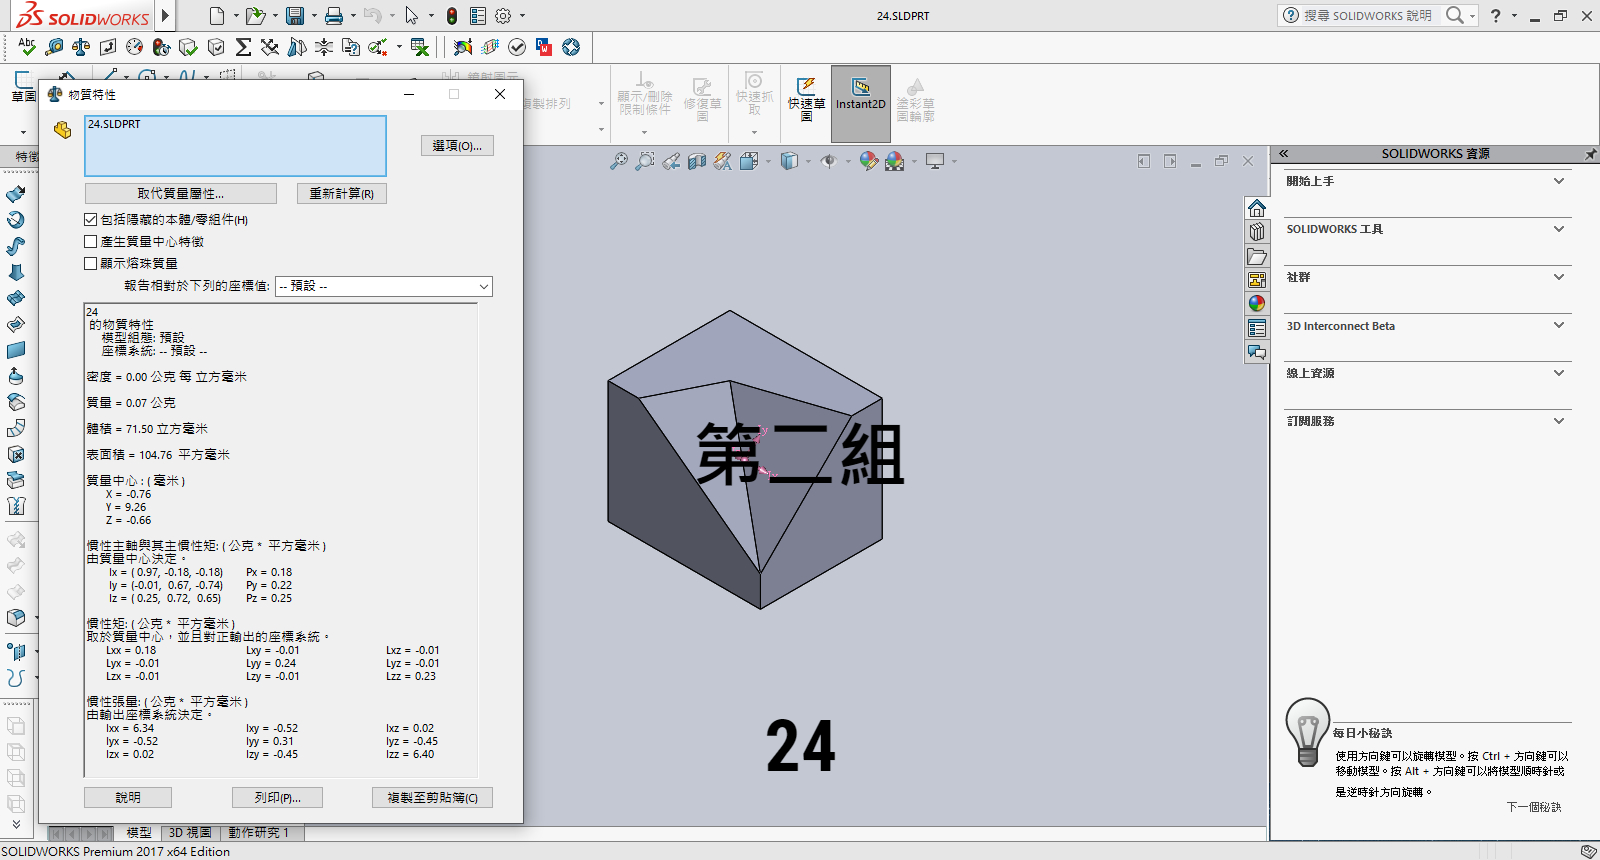 SOLIDWORKS
24.SLDPRT
搜尋 SOLIDWORKS 說明
草圖
複製排列
顯示/刪除限制條件
修復草圖
快速抓取
快速草圖
Instant2D
塗彩草圖輪廓
特徵
物質特性
24.SLDPRT
選項(O)...
取代質量屬性...
重新計算(R)
包括隱藏的本體/零組件(H)
產生質量中心特徵
顯示熔珠質量
報告相對於下列的座標值:
-- 預設 --
24
的物質特性
模型組態: 預設
座標系統: -- 預設 --
密度 = 0.00 公克 每 立方毫米
質量 = 0.07 公克
體積 = 71.50 立方毫米
表面積 = 104.76 平方毫米
質量中心 : ( 毫米 )
X = -0.76
Y = 9.26
Z = -0.66
慣性主軸與其主慣性矩: ( 公克 * 平方毫米 )
由質量中心決定。
Ix = ( 0.97, -0.18, -0.18) Px = 0.18
Iy = (-0.01, 0.67, -0.74) Py = 0.22
Iz = ( 0.25, 0.72, 0.65) Pz = 0.25
慣性矩: ( 公克 * 平方毫米 )
取於質量中心，並且對正輸出的座標系統。
Lxx = 0.18 Lxy = -0.01 Lxz = -0.01
Lyx = -0.01 Lyy = 0.24 Lyz = -0.01
Lzx = -0.01 Lzy = -0.01 Lzz = 0.23
慣性張量: ( 公克 * 平方毫米 )
由輸出座標系統決定。
Ixx = 6.34 Ixy = -0.52 Ixz = 0.02
Iyx = -0.52 Iyy = 0.31 Iyz = -0.45
Izx = 0.02 Izy = -0.45 Izz = 6.40
說明
列印(P)...
複製至剪貼簿(C)
第二組
24
SOLIDWORKS 資源
開始上手
SOLIDWORKS 工具
社群
3D Interconnect Beta
線上資源
訂閱服務
每日小秘訣
使用方向鍵可以旋轉模型。按 Ctrl + 方向鍵可以
移動模型。按 Alt + 方向鍵可以將模型順時針或
是逆時針方向旋轉。
下一個秘訣
模型
3D 視圖
動作研究 1
SOLIDWORKS Premium 2017 x64 Edition